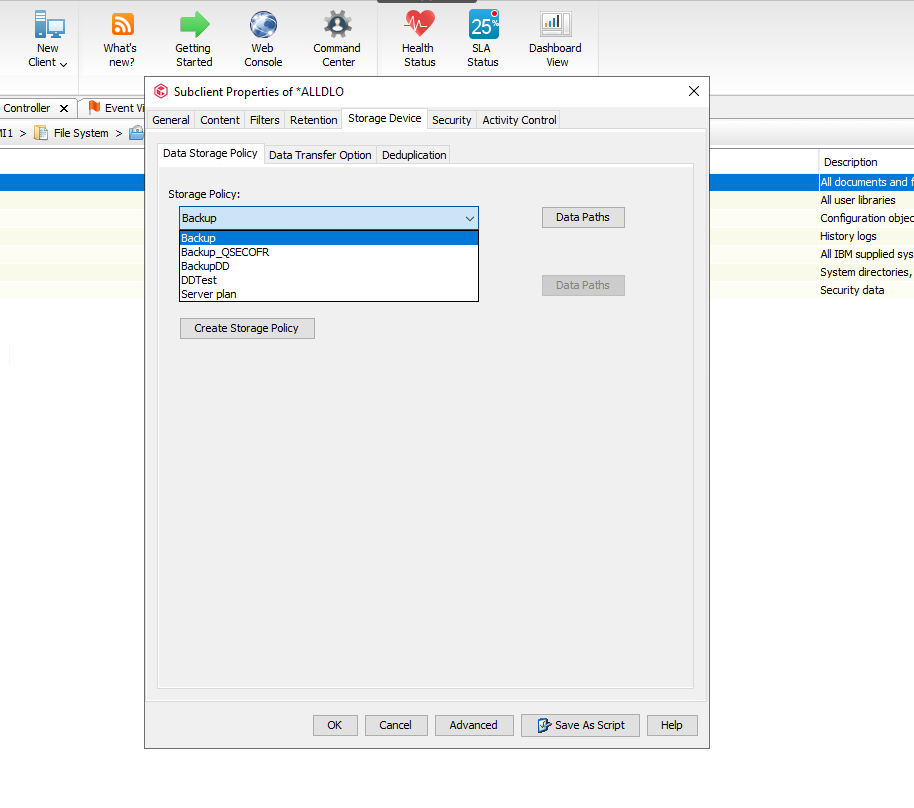 New
Client
What's
new?
Getting
Started
Web
Console
Command
Center
Health
Status
25%
SLA
Status
Dashboard
View
Controller
Event Vi
Subclient Properties of *ALLDLO
General
Content
Filters
Retention
Storage Device
Security
Activity Control
MI1 > File System >
Data Storage Policy
Data Transfer Option
Deduplication
Storage Policy:
Backup
Data Paths
Backup
Backup_QSECOFR
BackupDD
DDTest
Server plan
Data Paths
Create Storage Policy
Description
All documents and f
All user libraries
Configuration objec
History logs
All IBM supplied sys
System directories,
Security data
OK
Cancel
Advanced
Save As Script
Help